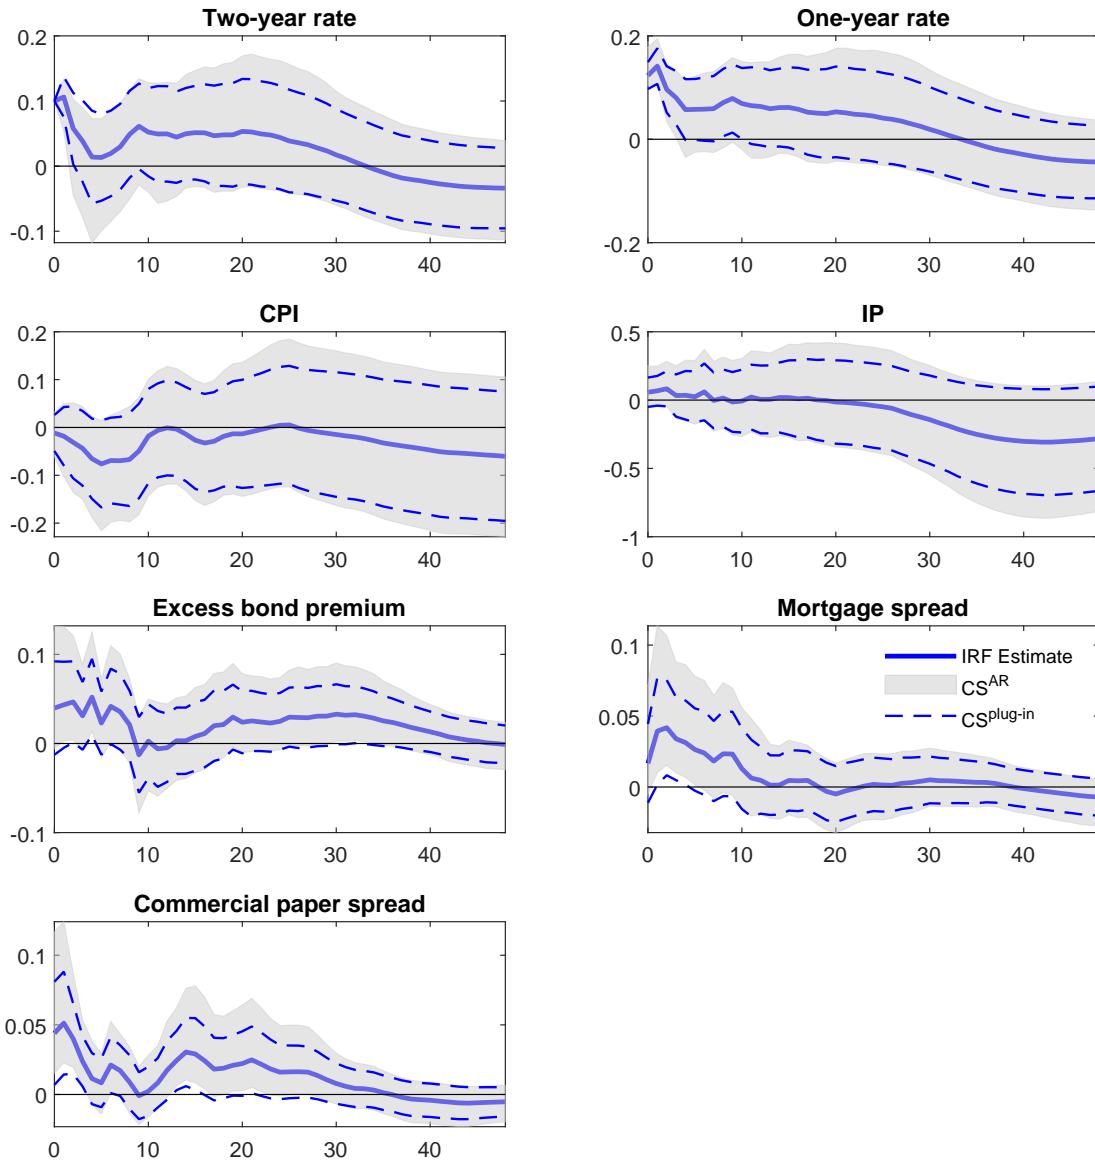 Two-year rate
0.2
0.1
0
-0.1
0 10 20 30 40
One-year rate
0.2
0
-0.2
0 10 20 30 40
CPI
0.2
0.1
0
-0.1
-0.2
0 10 20 30 40
IP
0.5
0
-0.5
-1
0 10 20 30 40
Excess bond premium
0.1
0
-0.1
0 10 20 30 40
Mortgage spread
0.1
0.05
0
0 10 20 30 40
IRF Estimate
CS^AR
CS^plug-in
Commercial paper spread
0.1
0.05
0
0 10 20 30 40